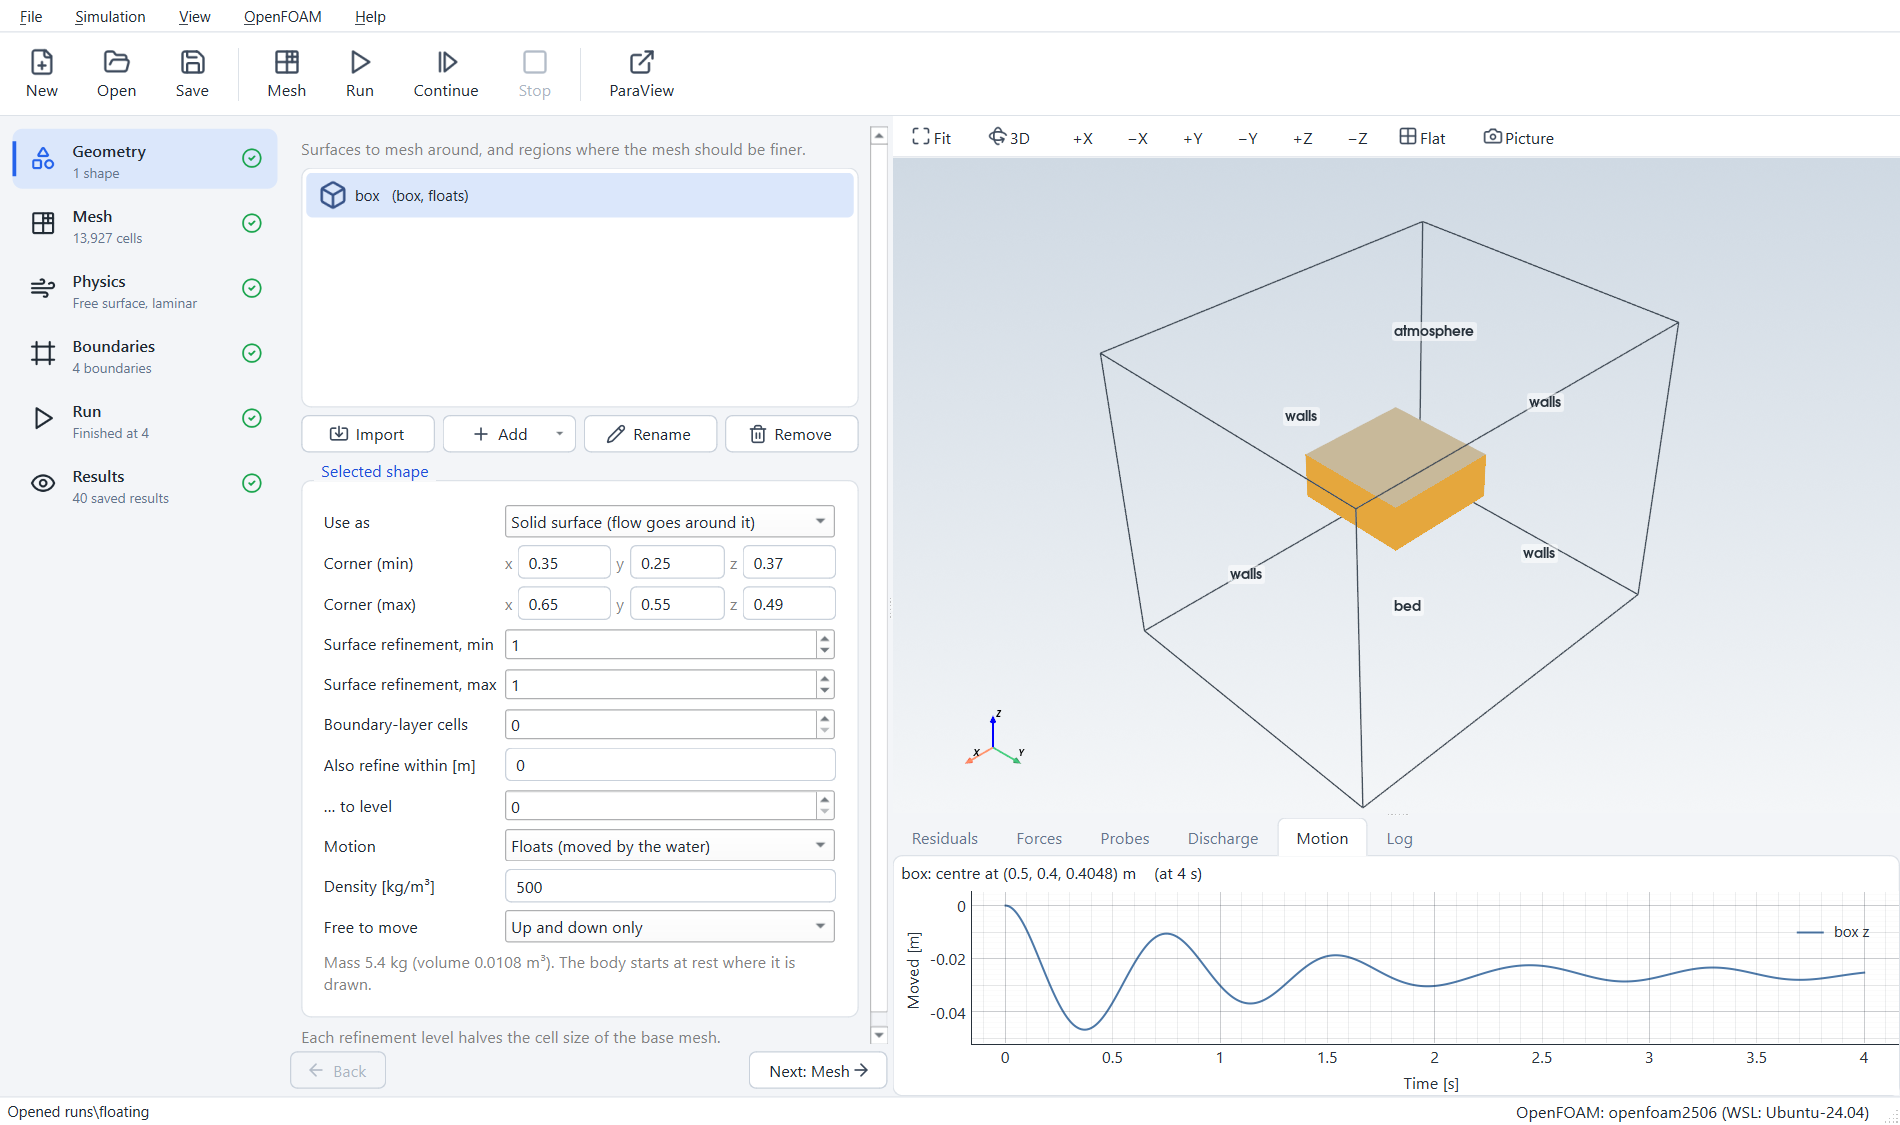 File Simulation View OpenFOAM Help
New Open Save Mesh Run Continue Stop ParaView
Geometry
1 shape
Mesh
13,927 cells
Physics
Free surface, laminar
Boundaries
4 boundaries
Run
Finished at 4
Results
40 saved results
Surfaces to mesh around, and regions where the mesh should be finer.
box (box, floats)
Import Add Rename Remove
Selected shape
Use as Solid surface (flow goes around it)
Corner (min) x 0.35 y 0.25 z 0.37
Corner (max) x 0.65 y 0.55 z 0.49
Surface refinement, min 1
Surface refinement, max 1
Boundary-layer cells 0
Also refine within [m] 0
... to level 0
Motion Floats (moved by the water)
Density [kg/m³] 500
Free to move Up and down only
Mass 5.4 kg (volume 0.0108 m³). The body starts at rest where it is
drawn.
Each refinement level halves the cell size of the base mesh.
Back Next: Mesh
Fit 3D +X −X +Y −Y +Z −Z Flat Picture
atmosphere
walls
walls
walls
walls
bed
Z
X Y
Residuals Forces Probes Discharge Motion Log
box: centre at (0.5, 0.4, 0.4048) m (at 4 s)
Moved [m]
0
-0.02
-0.04
box z
0 0.5 1 1.5 2 2.5 3 3.5 4
Time [s]
Opened runs\floating
OpenFOAM: openfoam2506 (WSL: Ubuntu-24.04)